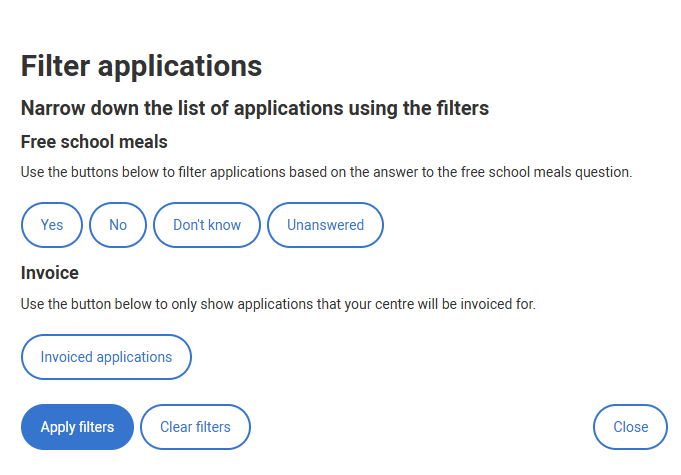 Filter applications
Narrow down the list of applications using the filters
Free school meals
Use the buttons below to filter applications based on the answer to the free school meals question.
Yes No Don't know Unanswered
Invoice
Use the button below to only show applications that your centre will be invoiced for.
Invoiced applications
Apply filters Clear filters Close